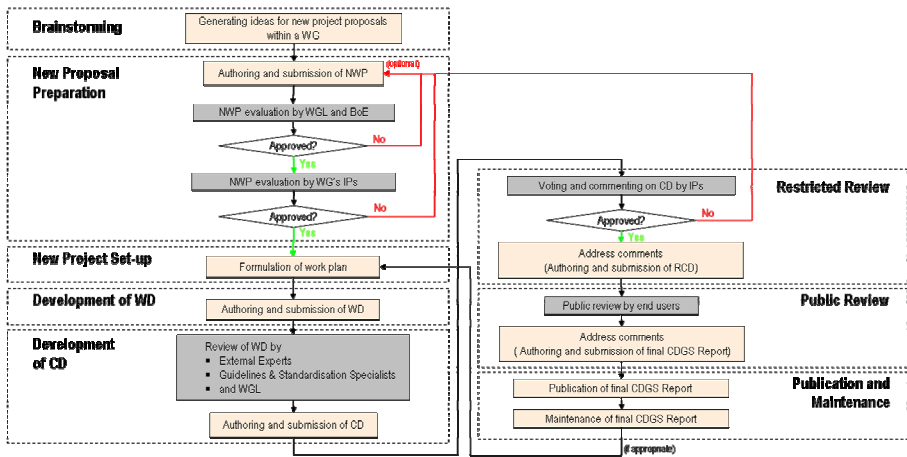 Brainstorming
Generating ideas for new project proposals
within a WG
New Proposal
Preparation
Authoring and submission of NWP
(optional)
NWP evaluation by WGL and BoE
Approved?
No
Yes
NWP evaluation by WG's IPs
Approved?
No
Yes
New Project Set-up
Formulation of work plan
Development of WD
Authoring and submission of WD
Development
of CD
Review of WD by
▪ External Experts
▪ Guidelines & Standardisation Specialists
▪ and WGL
Authoring and submission of CD
Voting and commenting on CD by IPs
Restricted Review
Approved?
No
Yes
Address comments
(Authoring and submission of RCD)
Public review by end users
Public Review
Address comments
( Authoring and submission of final CDGS Report)
Publication of final CDGS Report
Publication and
Maintenance
Maintenance of final CDGS Report
(if appropriate)